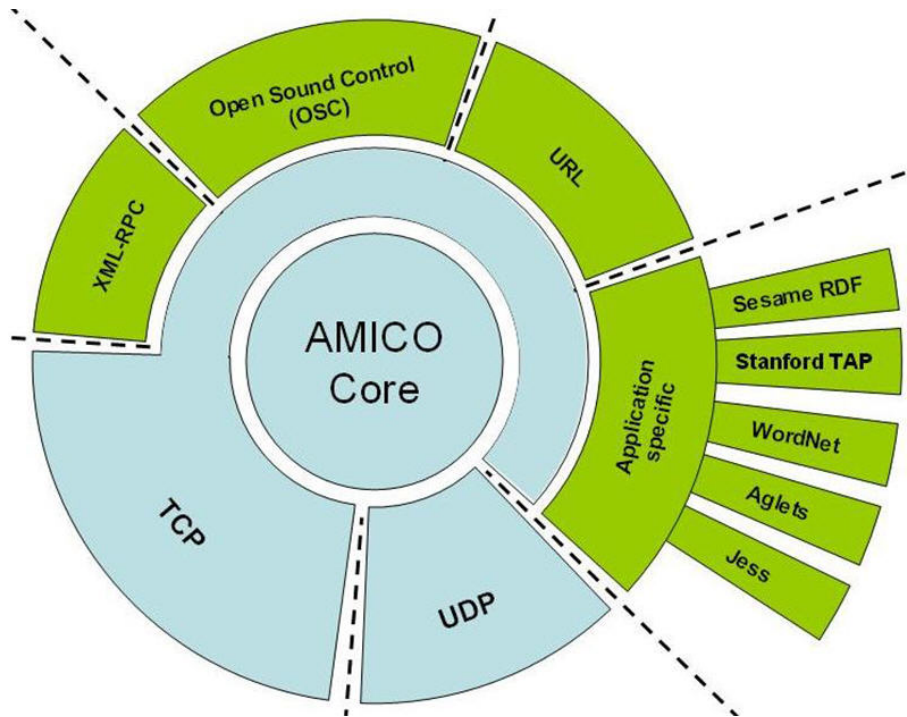 Open Sound Control
(OSC)
URL
XML-RPC
AMICO
Core
Application
specific
Sesame RDF
Stanford TAP
WordNet
Aglets
Jess
TCP
UDP